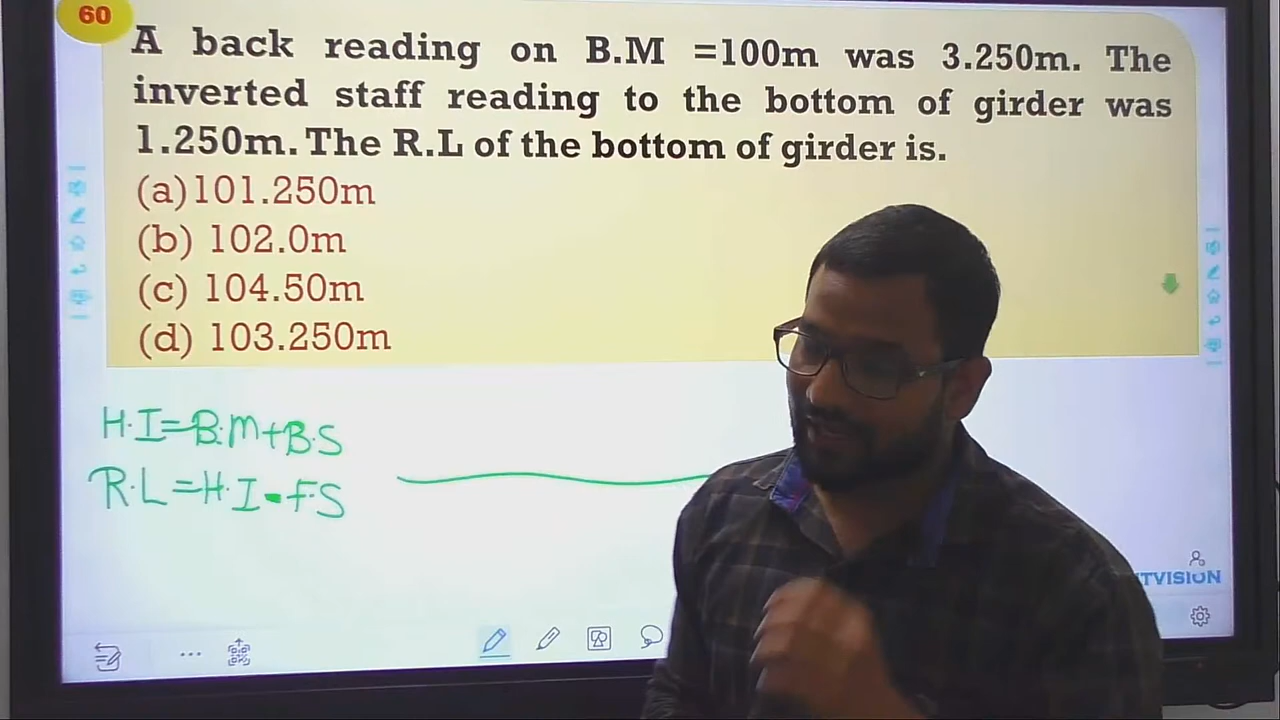 60
A back reading on B.M =100m was 3.250m. The
inverted staff reading to the bottom of girder was
1.250m. The R.L of the bottom of girder is.
(a) 101.250m
(b) 102.0m
(c) 104.50m
(d) 103.250m
H.I=B.M+B.S
R.L=H.I-F.S
TVISION